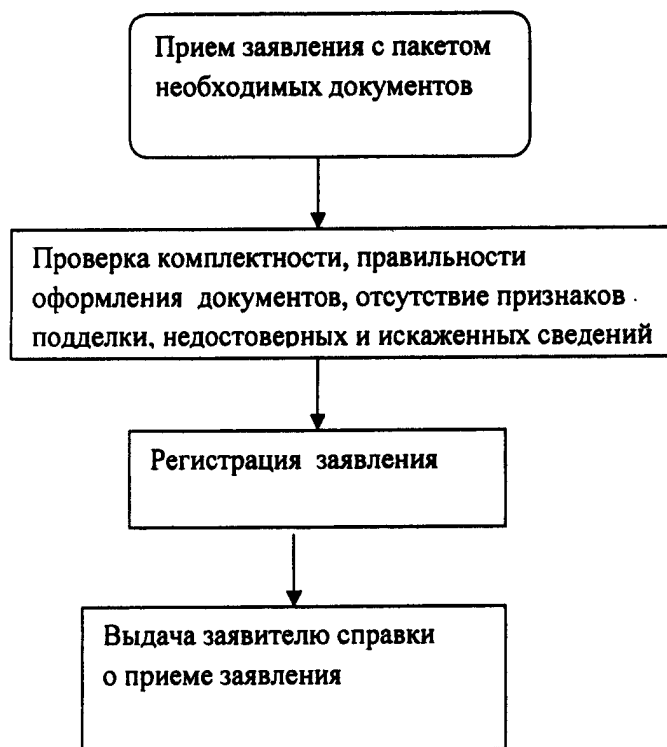 Прием заявления с пакетом
необходимых документов
Проверка комплектности, правильности
оформления документов, отсутствие признаков
подделки, недостоверных и искаженных сведений
Регистрация заявления
Выдача заявителю справки
о приеме заявления